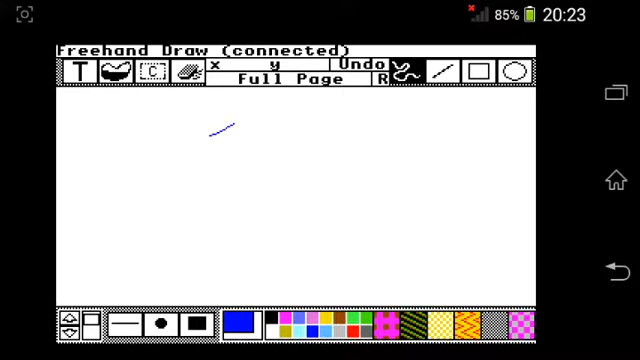 85% 20:23
Freehand Draw (connected)
T C x y Undo
Full Page R